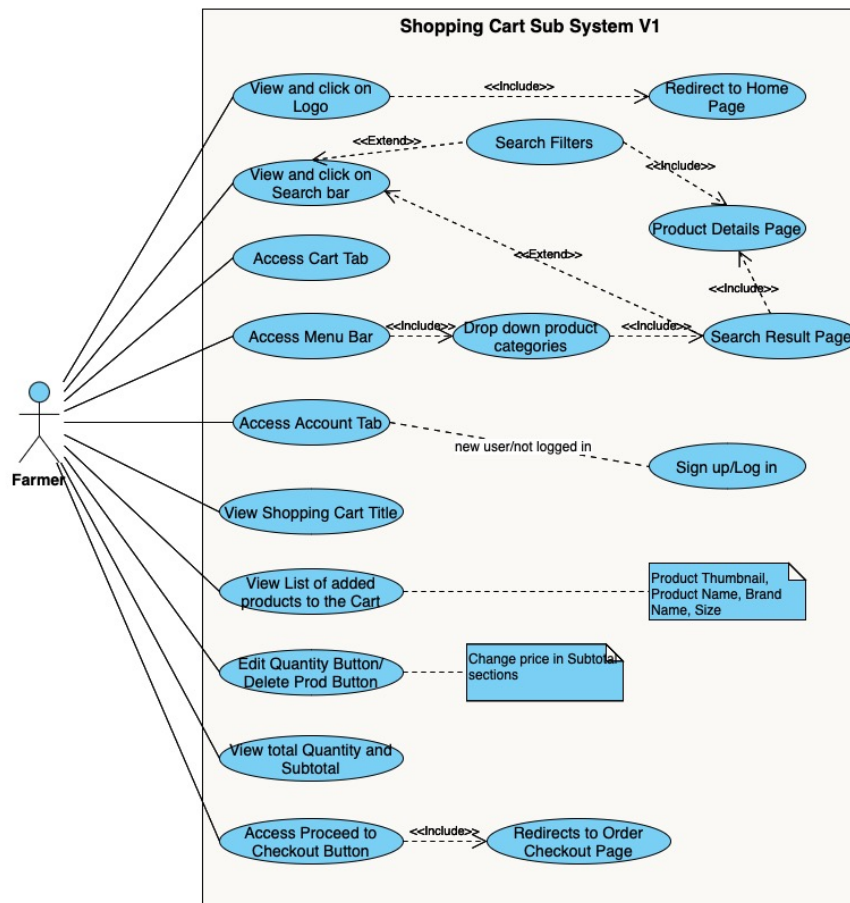 Shopping Cart Sub System V1
View and click on
Logo
<<Include>>
Redirect to Home
Page
<<Extend>>
Search Filters
View and click on
Search bar
<<Include>>
Product Details Page
Access Cart Tab
<<Extend>>
<<Include>>
Access Menu Bar
<<Include>>
Drop down product
categories
<<Include>>
Search Result Page
Access Account Tab
new user/not logged in
Sign up/Log in
Farmer
View Shopping Cart Title
View List of added
products to the Cart
Product Thumbnail,
Product Name, Brand
Name, Size
Edit Quantity Button/
Delete Prod Button
Change price in Subtotal
sections
View total Quantity and
Subtotal
Access Proceed to
Checkout Button
<<Include>>
Redirects to Order
Checkout Page